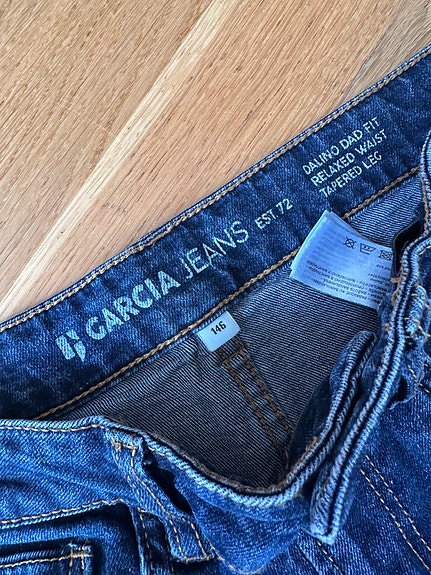 GARCIA JEANS EST. 72
DALINO DAD FIT
RELAXED WAIST
TAPERED LEG
146